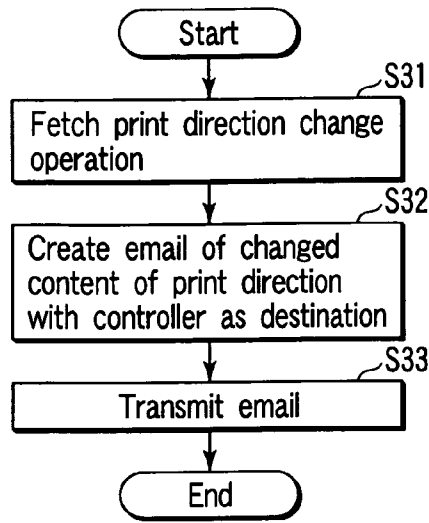 Start
S31
Fetch print direction change
operation
S32
Create email of changed
content of print direction
with controller as destination
S33
Transmit email
End